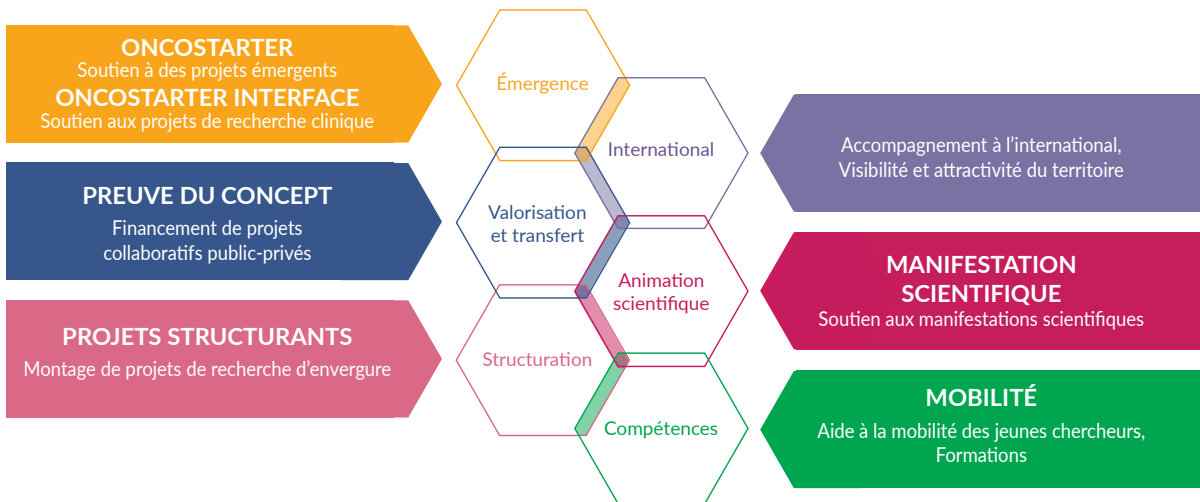 ONCOSTARTER
Soutien à des projets émergents
ONCOSTARTER INTERFACE
Soutien aux projets de recherche clinique
Émergence
International
Accompagnement à l'international,
Visibilité et attractivité du territoire
PREUVE DU CONCEPT
Financement de projets
collaboratifs public-privés
Valorisation
et transfert
Animation
scientifique
MANIFESTATION
SCIENTIFIQUE
Soutien aux manifestations scientifiques
PROJETS STRUCTURANTS
Montage de projets de recherche d'envergure
Structuration
Compétences
MOBILITÉ
Aide à la mobilité des jeunes chercheurs,
Formations